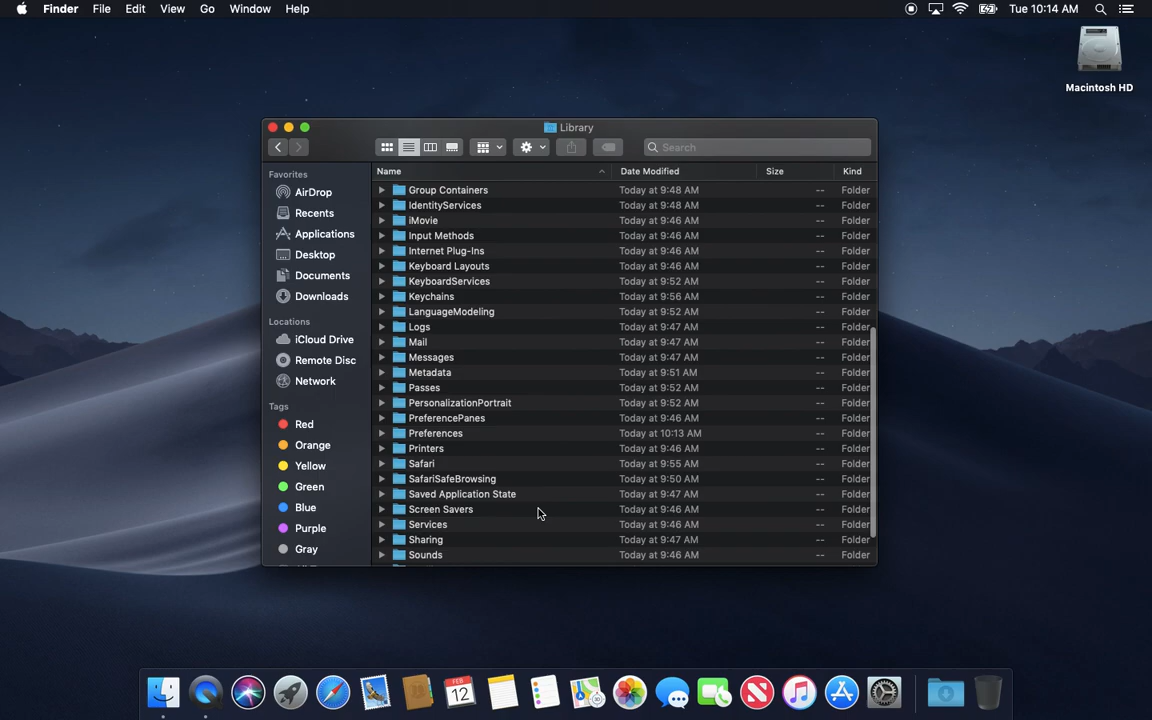 Finder File Edit View Go Window Help Tue 10:14 AM
Macintosh HD
Library
Search
Favorites
AirDrop
Recents
Applications
Desktop
Documents
Downloads
Locations
iCloud Drive
Remote Disc
Network
Tags
Red
Orange
Yellow
Green
Blue
Purple
Gray
Name Date Modified Size Kind
Group Containers Today at 9:48 AM -- Folder
IdentityServices Today at 9:48 AM -- Folder
iMovie Today at 9:46 AM -- Folder
Input Methods Today at 9:46 AM -- Folder
Internet Plug-Ins Today at 9:46 AM -- Folder
Keyboard Layouts Today at 9:46 AM -- Folder
KeyboardServices Today at 9:52 AM -- Folder
Keychains Today at 9:56 AM -- Folder
LanguageModeling Today at 9:52 AM -- Folder
Logs Today at 9:47 AM -- Folder
Mail Today at 9:47 AM -- Folder
Messages Today at 9:47 AM -- Folder
Metadata Today at 9:51 AM -- Folder
Passes Today at 9:52 AM -- Folder
PersonalizationPortrait Today at 9:52 AM -- Folder
PreferencePanes Today at 9:46 AM -- Folder
Preferences Today at 10:13 AM -- Folder
Printers Today at 9:46 AM -- Folder
Safari Today at 9:55 AM -- Folder
SafariSafeBrowsing Today at 9:50 AM -- Folder
Saved Application State Today at 9:47 AM -- Folder
Screen Savers Today at 9:46 AM -- Folder
Services Today at 9:46 AM -- Folder
Sharing Today at 9:47 AM -- Folder
Sounds Today at 9:46 AM -- Folder
FEB
12